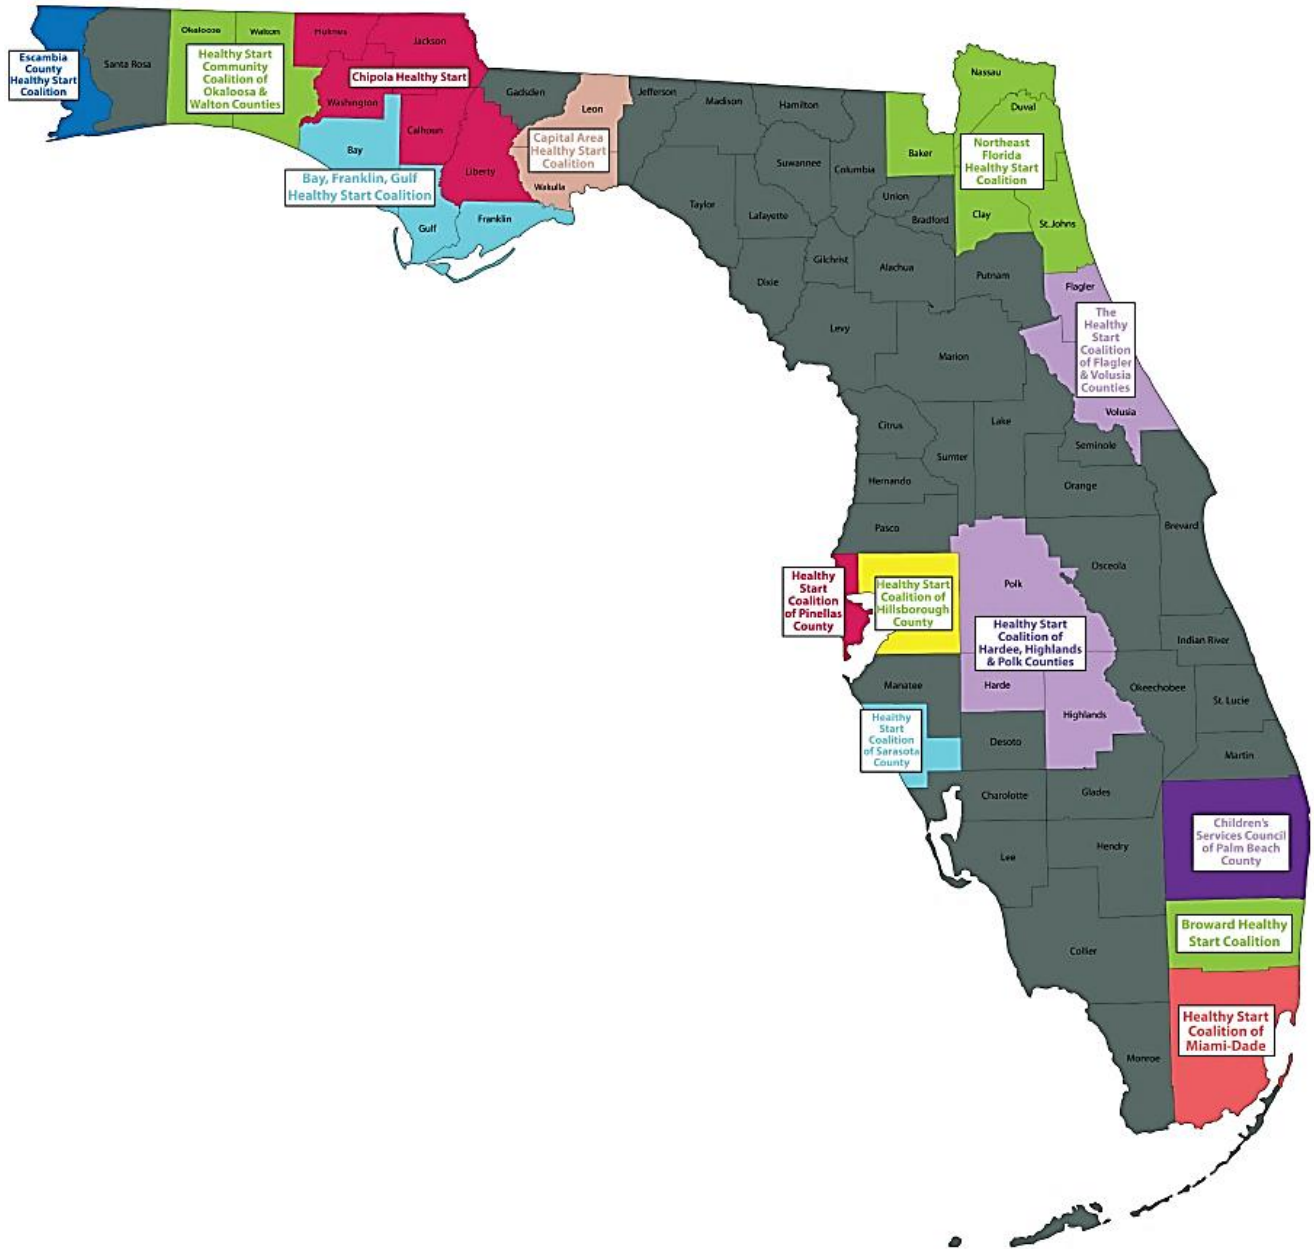 Escambia
County
Healthy Start
Coalition
Santa Rosa
Okaloosa
Walton
Healthy Start
Community
Coalition of
Okaloosa &
Walton Counties
Holmes
Jackson
Chipola Healthy Start
Washington
Calhoun
Liberty
Bay
Bay, Franklin, Gulf
Healthy Start Coalition
Gulf
Franklin
Gadsden
Leon
Capital Area
Healthy Start
Coalition
Wakulla
Jefferson
Madison
Hamilton
Suwannee
Columbia
Taylor
Lafayette
Union
Bradford
Baker
Nassau
Duval
Northeast
Florida
Healthy Start
Coalition
Clay
St. Johns
Dixie
Gilchrist
Alachua
Putnam
Levy
Marion
Flagler
The
Healthy
Start
Coalition
of Flagler
& Volusia
Counties
Volusia
Citrus
Sumter
Lake
Seminole
Hernando
Orange
Pasco
Brevard
Osceola
Healthy
Start
Coalition
of Pinellas
County
Healthy Start
Coalition of
Hillsborough
County
Polk
Healthy Start
Coalition of
Hardee, Highlands
& Polk Counties
Indian River
Manatee
Harde
Highlands
Okeechobee
St. Lucie
Healthy
Start
Coalition
of Sarasota
County
Desoto
Martin
Charolotte
Glades
Children's
Services Council
of Palm Beach
County
Lee
Hendry
Broward Healthy
Start Coalition
Collier
Healthy Start
Coalition of
Miami-Dade
Monroe